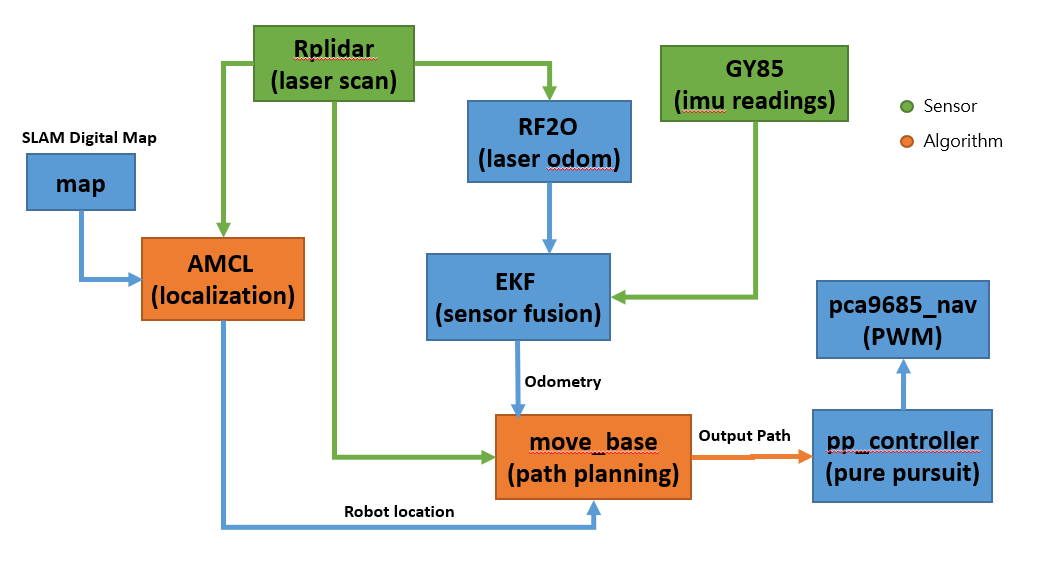 Rplidar
(laser scan)
GY85
(imu readings)
Sensor
Algorithm
RF2O
(laser odom)
SLAM Digital Map
map
AMCL
(localization)
EKF
(sensor fusion)
pca9685_nav
(PWM)
Odometry
move_base
(path planning)
Output Path
pp_controller
(pure pursuit)
Robot location